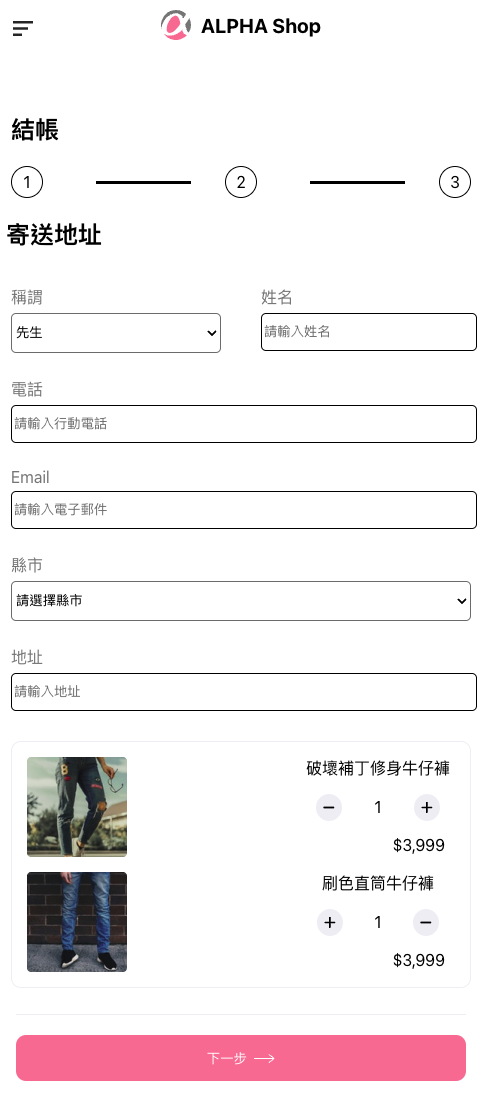 ALPHA Shop
結帳
1 2 3
寄送地址
稱謂 姓名
先生 請輸入姓名
電話
請輸入行動電話
Email
請輸入電子郵件
縣市
請選擇縣市
地址
請輸入地址
破壞補丁修身牛仔褲
− 1 +
$3,999
刷色直筒牛仔褲
+ 1 −
$3,999
下一步 →